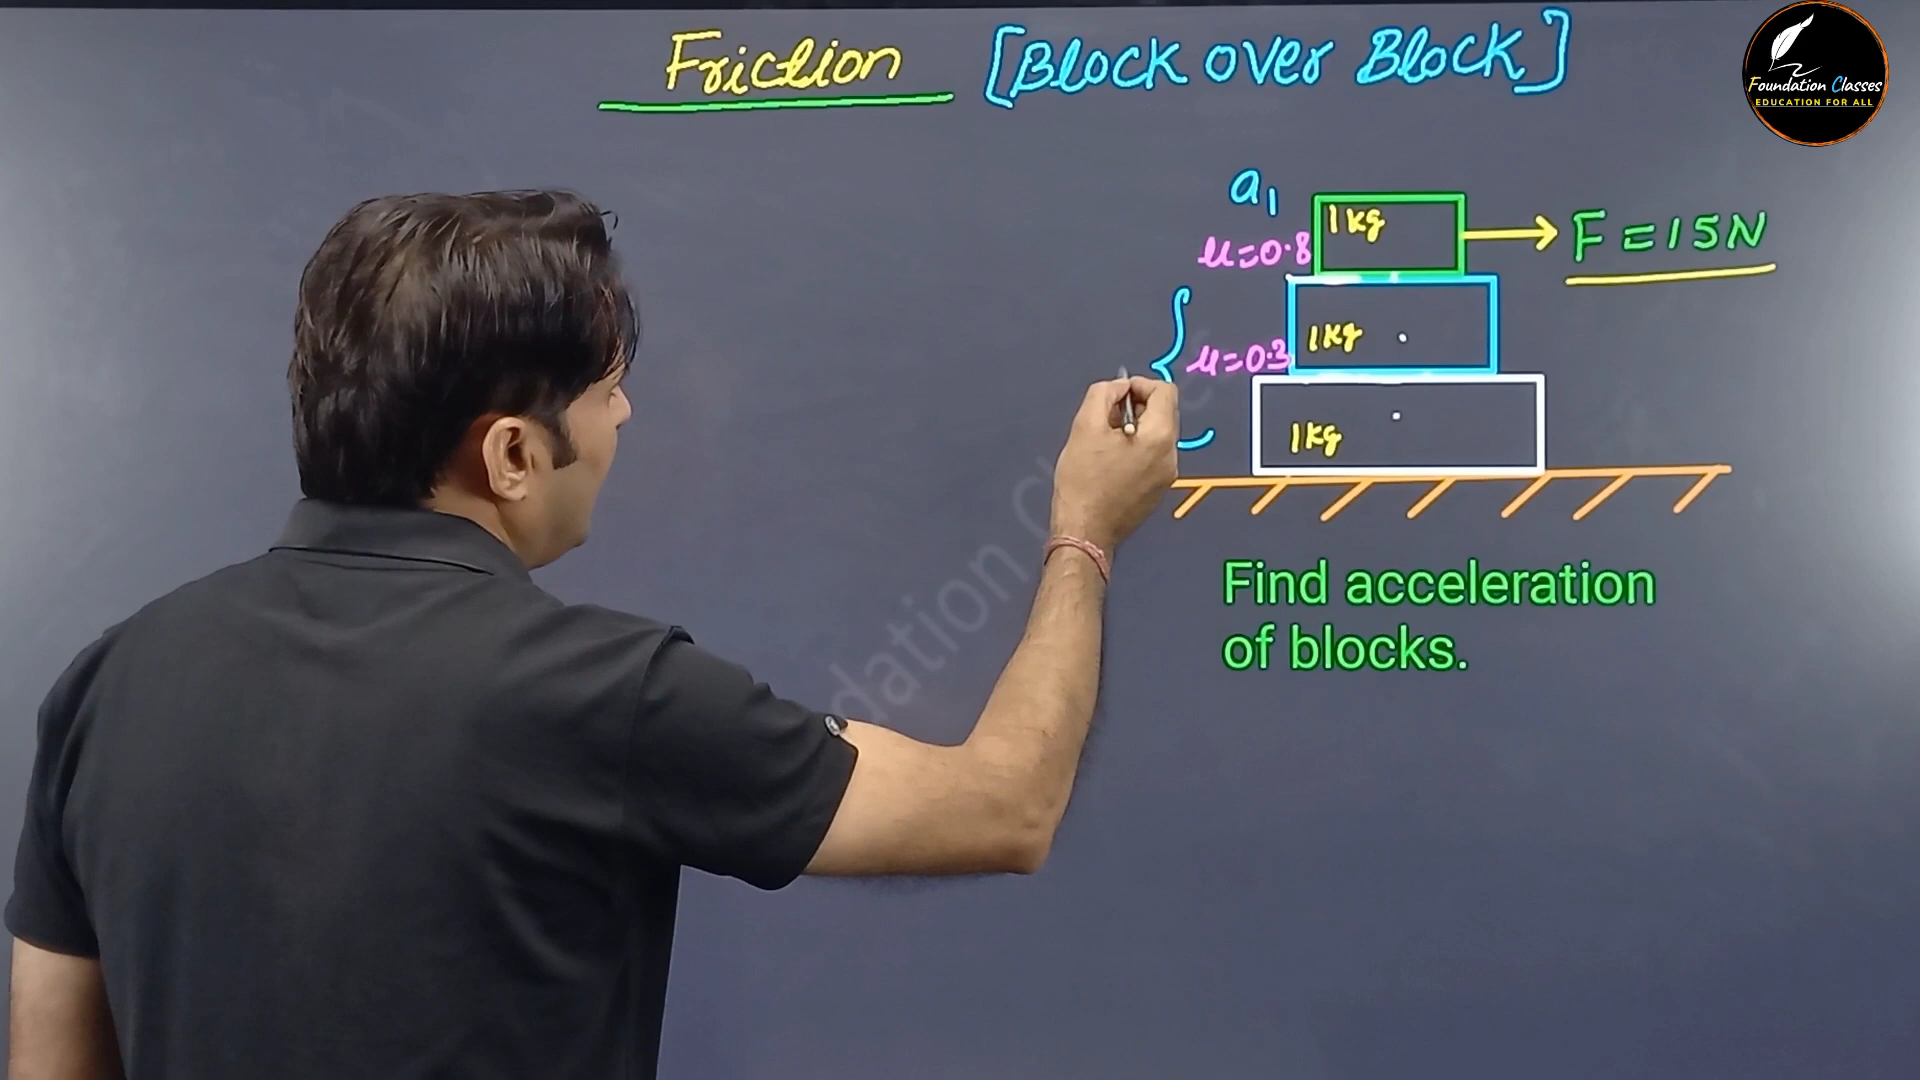 Friction [Block over Block]
Foundation Classes
EDUCATION FOR ALL
a1
1kg
F = 15N
μ=0.8
1kg
μ=0.3
1kg
Find acceleration
of blocks.